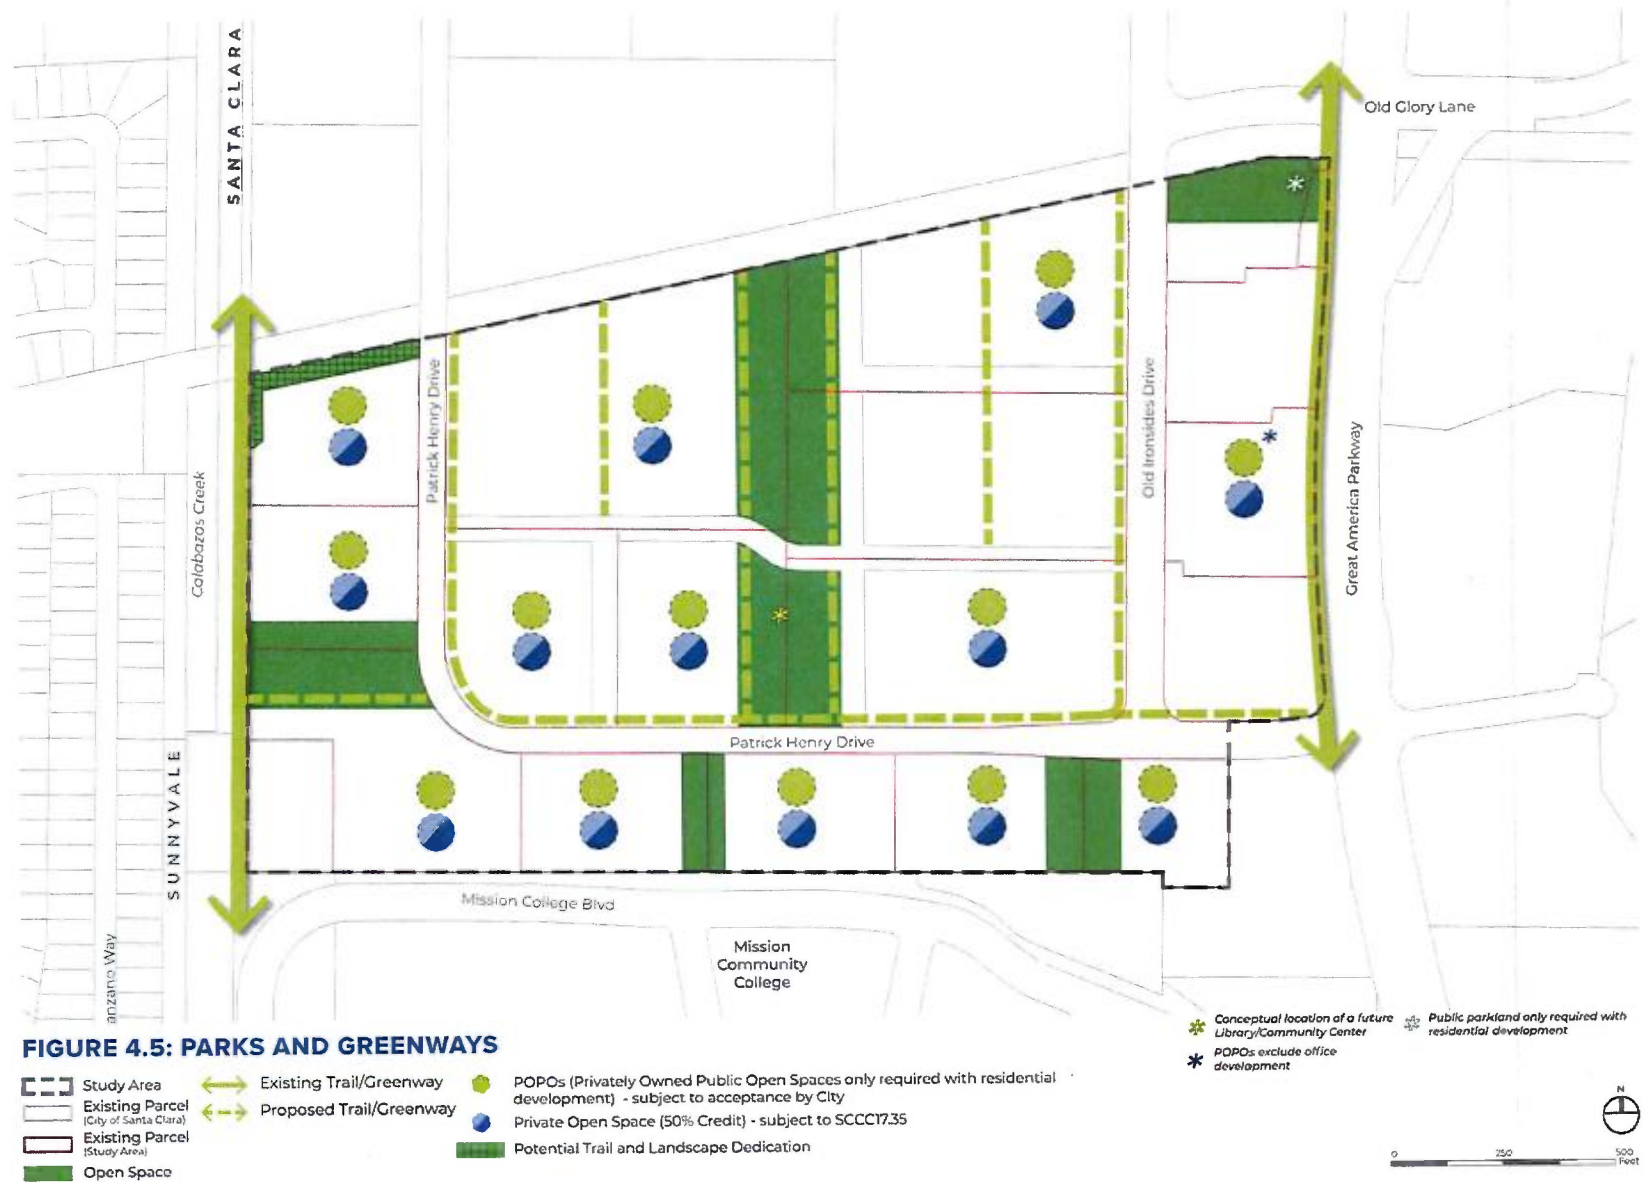 SANTA CLARA
Old Glory Lane
Patrick Henry Drive
Old Ironsides Drive
Great America Parkway
Calabazas Creek
Patrick Henry Drive
SUNNYVALE
Mission College Blvd
anzano Way
Mission
Community
College
Conceptual location of a future
Library/Community Center
Public parkland only required with
residential development
POPOs exclude office
development
FIGURE 4.5: PARKS AND GREENWAYS
Study Area
Existing Parcel
(City of Santa Clara)
Existing Parcel
(Study Area)
Open Space
Existing Trail/Greenway
Proposed Trail/Greenway
POPOs (Privately Owned Public Open Spaces only required with residential
development) - subject to acceptance by City
Private Open Space (50% Credit) - subject to SCCC17.35
Potential Trail and Landscape Dedication
N
0 250 500
Feet